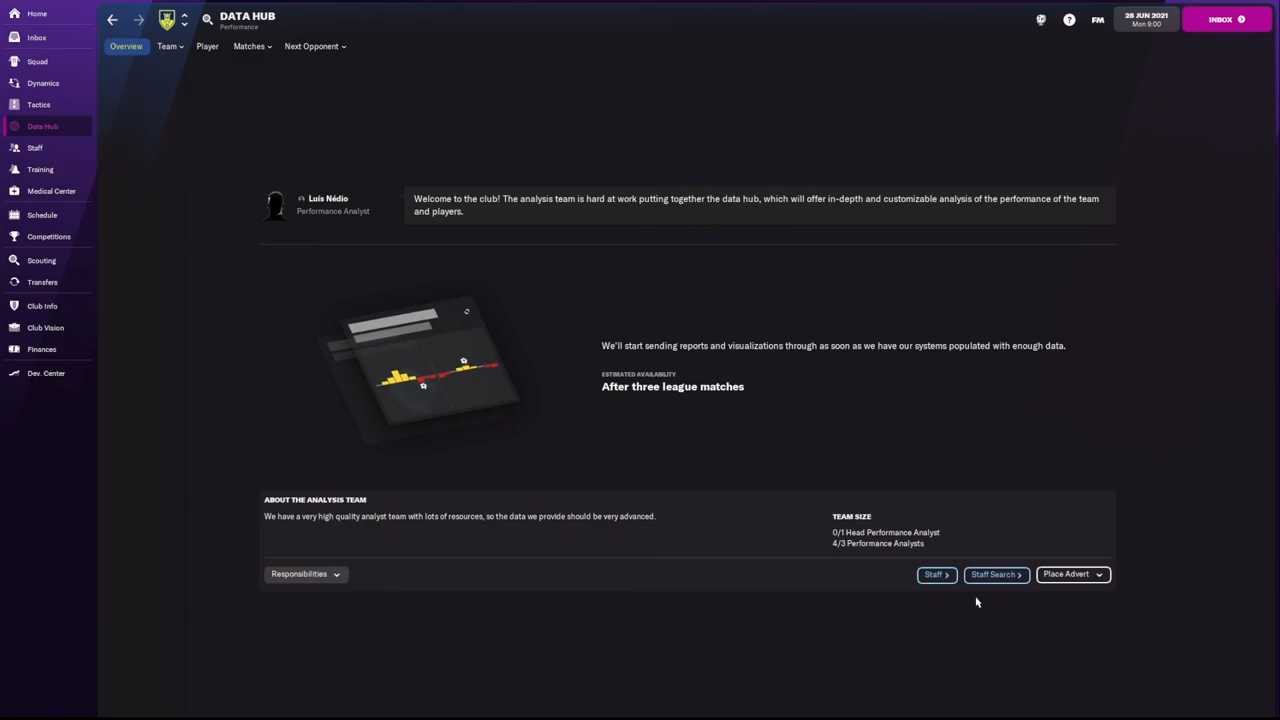 Home
Inbox
Squad
Dynamics
Tactics
Data Hub
Staff
Training
Medical Center
Schedule
Competitions
Scouting
Transfers
Club Info
Club Vision
Finances
Dev. Center
DATA HUB
Performance
?
FM
28 JUN 2021
Mon 9:00
INBOX
Overview
Team
Player
Matches
Next Opponent
Luís Nédio
Performance Analyst
Welcome to the club! The analysis team is hard at work putting together the data hub, which will offer in-depth and customizable analysis of the performance of the team
and players.
We'll start sending reports and visualizations through as soon as we have our systems populated with enough data.
ESTIMATED AVAILABILITY
After three league matches
ABOUT THE ANALYSIS TEAM
We have a very high quality analyst team with lots of resources, so the data we provide should be very advanced.
TEAM SIZE
0/1 Head Performance Analyst
4/3 Performance Analysts
Responsibilities
Staff
Staff Search
Place Advert